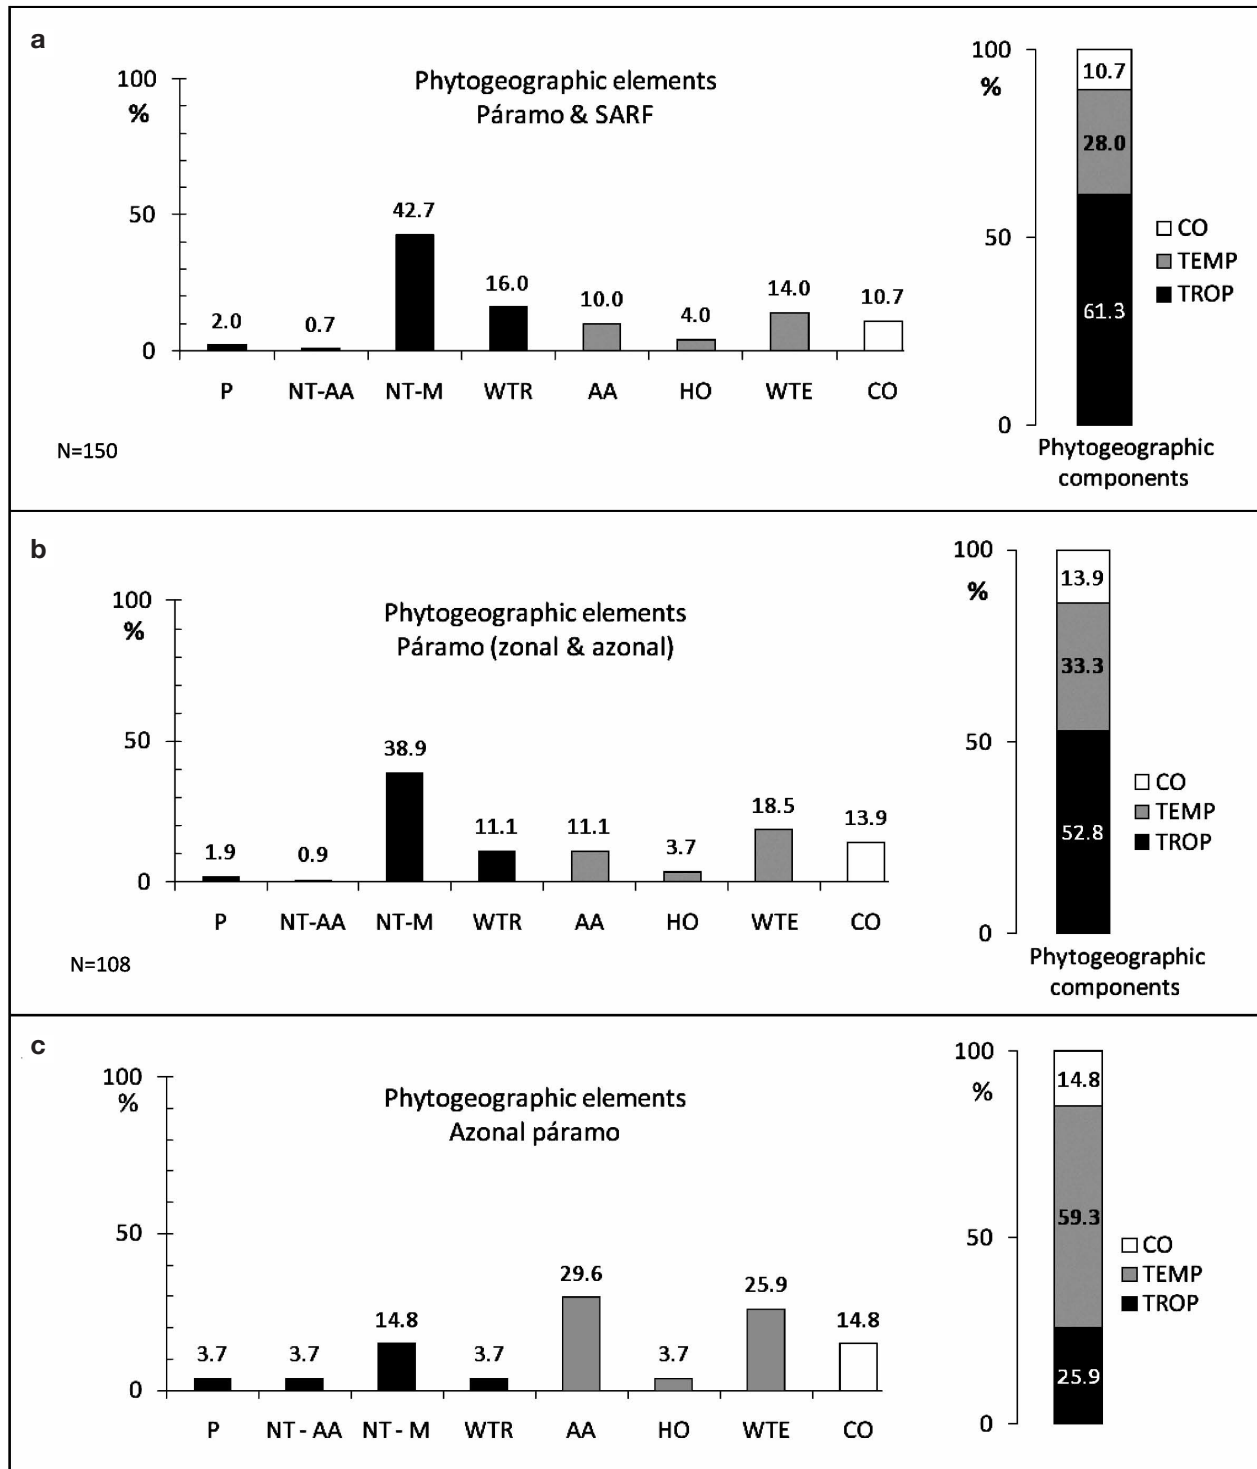 a
Phytogeographic elements
Páramo & SARF
100
%
50
0
2.0
0.7
42.7
16.0
10.0
4.0
14.0
10.7
P NT-AA NT-M WTR AA HO WTE CO
N=150
100
%
50
0
10.7
28.0
61.3
CO
TEMP
TROP
Phytogeographic
components
b
Phytogeographic elements
Páramo (zonal & azonal)
100
%
50
0
1.9
0.9
38.9
11.1
11.1
3.7
18.5
13.9
P NT-AA NT-M WTR AA HO WTE CO
N=108
100
%
50
0
13.9
33.3
52.8
CO
TEMP
TROP
Phytogeographic
components
c
Phytogeographic elements
Azonal páramo
100
%
50
0
3.7
3.7
14.8
3.7
29.6
3.7
25.9
14.8
P NT - AA NT - M WTR AA HO WTE CO
100
%
50
0
14.8
59.3
25.9
CO
TEMP
TROP